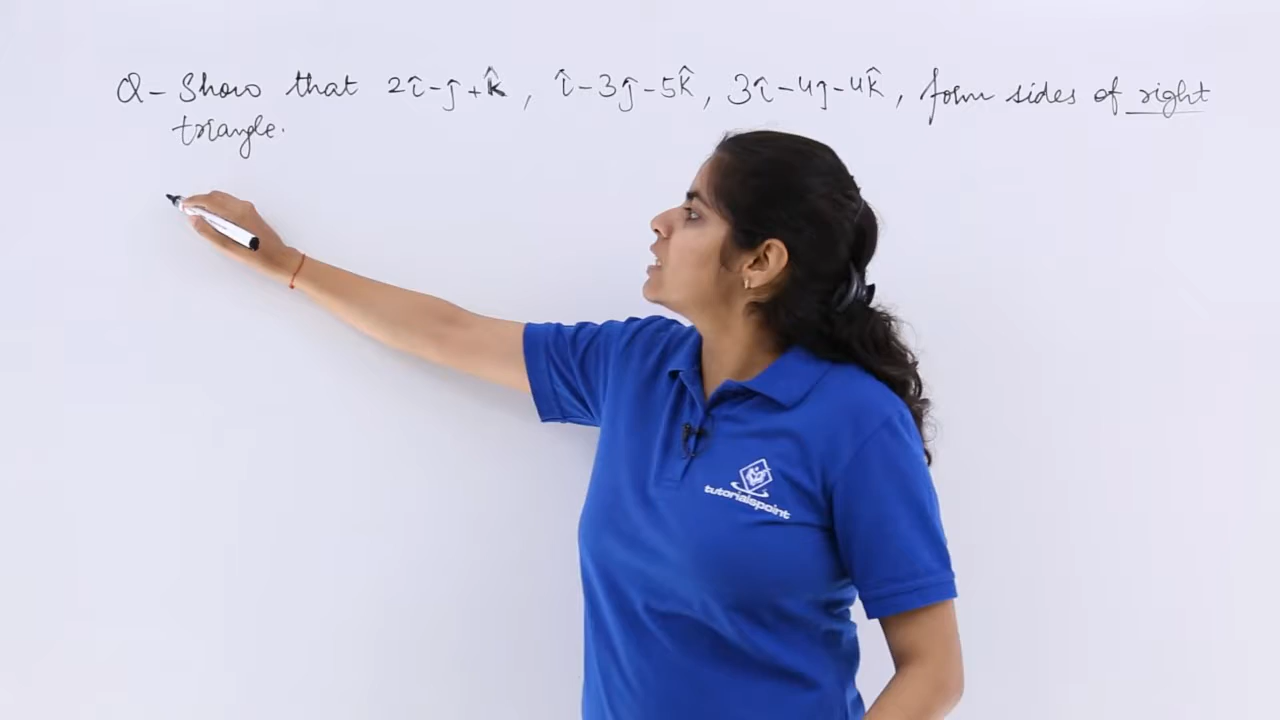 Q- Show that 2î-ĵ+k̂, î-3ĵ-5k̂, 3î-4ĵ-4k̂, form sides of right
triangle.
tutorialspoint